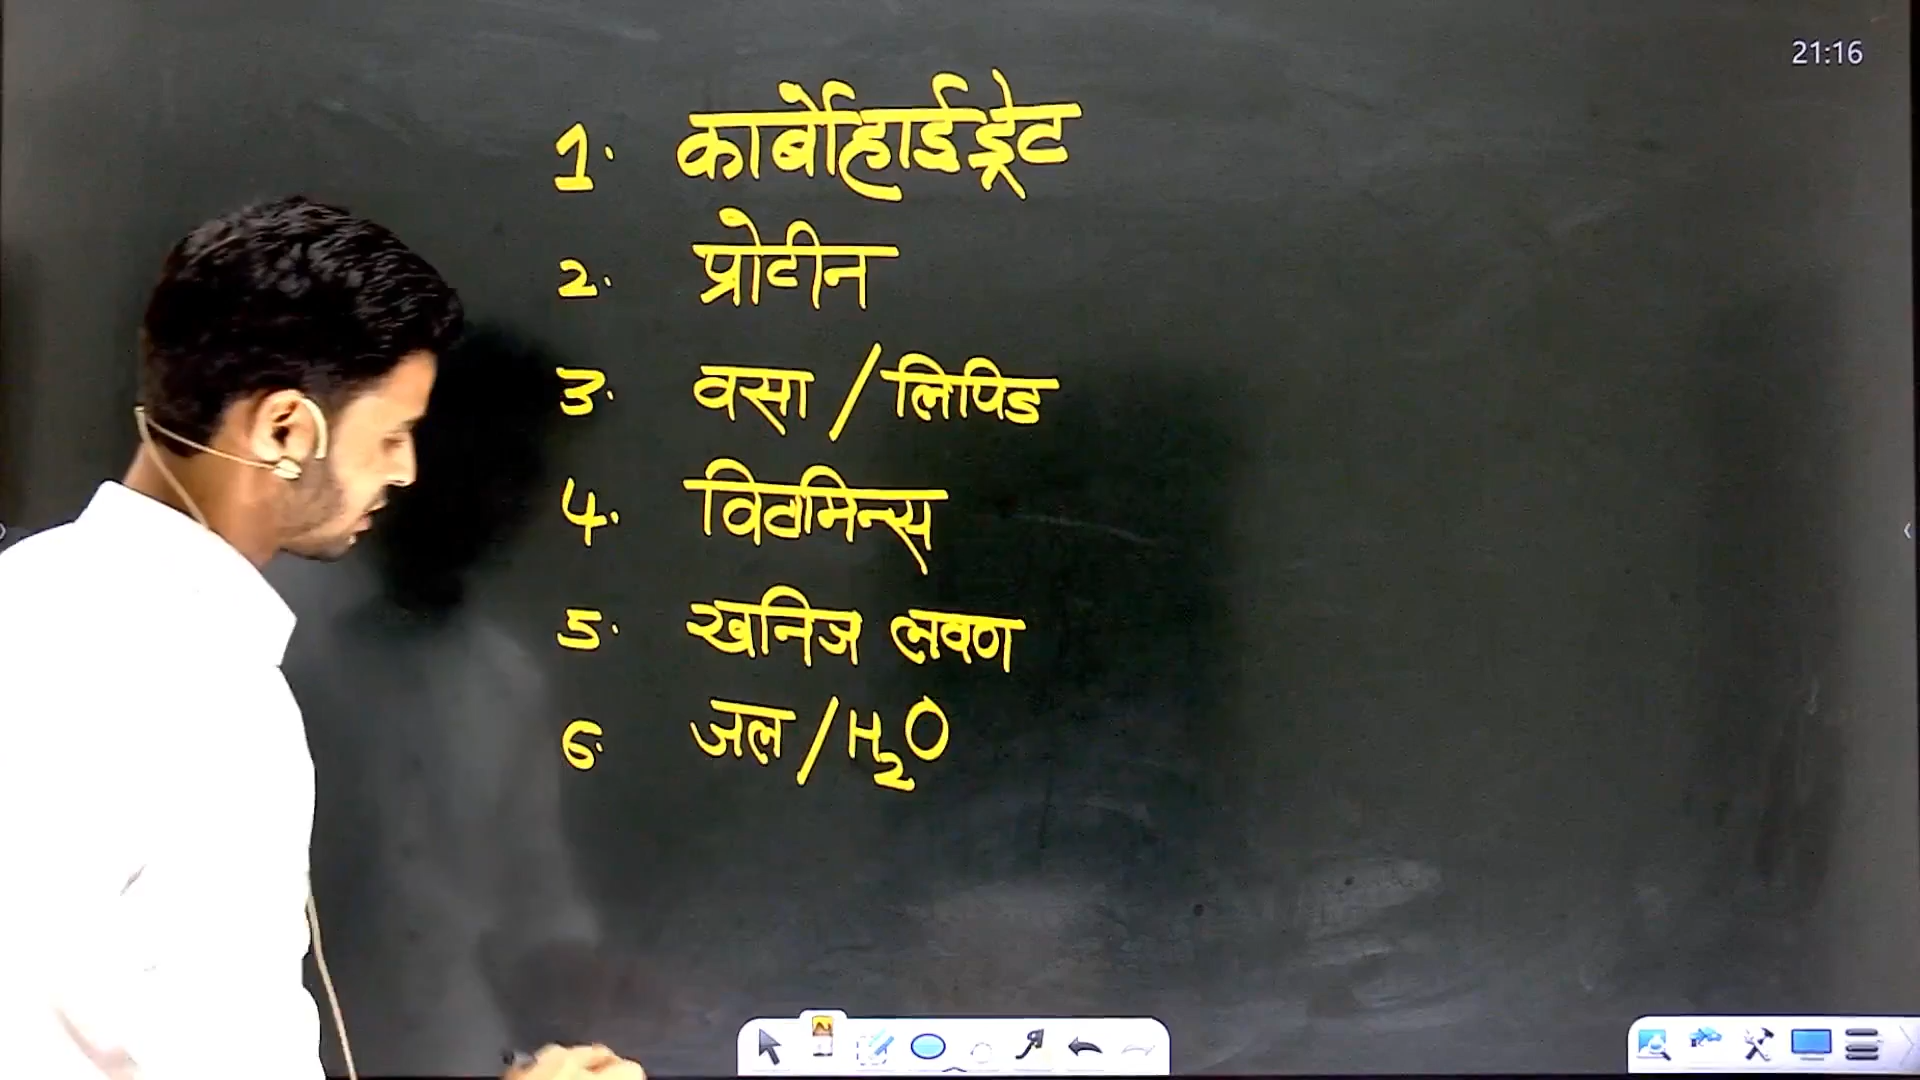 21:16
1. कार्बोहाईड्रेट
2. प्रोटीन
3. वसा / लिपिड
4. विटामिन्स
5. खनिज लवण
6. जल / H₂O